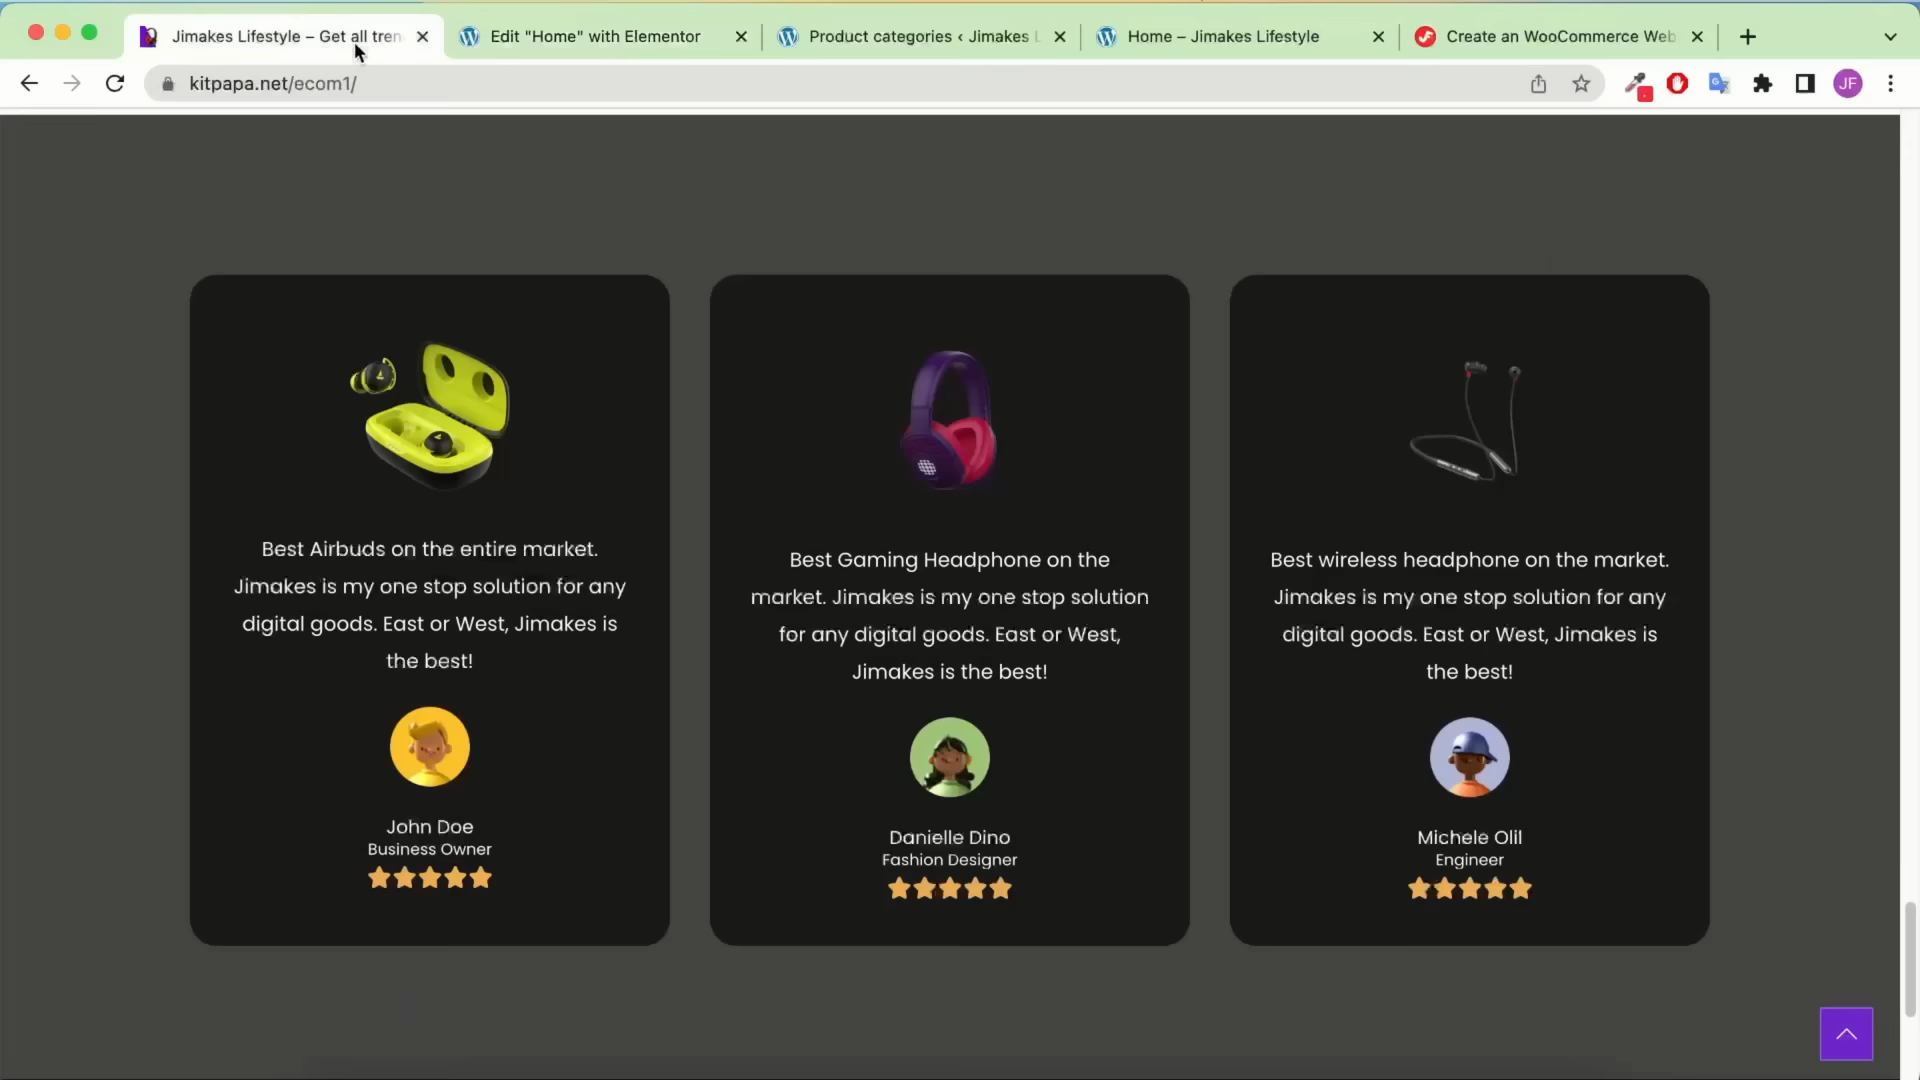 Jimakes Lifestyle – Get all tren
Edit "Home" with Elementor
Product categories ‹ Jimakes L
Home – Jimakes Lifestyle
Create an WooCommerce Web
kitpapa.net/ecom1/
JF
Best Airbuds on the entire market.
Jimakes is my one stop solution for any
digital goods. East or West, Jimakes is
the best!
John Doe
Business Owner
Best Gaming Headphone on the
market. Jimakes is my one stop solution
for any digital goods. East or West,
Jimakes is the best!
Danielle Dino
Fashion Designer
Best wireless headphone on the market.
Jimakes is my one stop solution for any
digital goods. East or West, Jimakes is
the best!
Michele Olil
Engineer